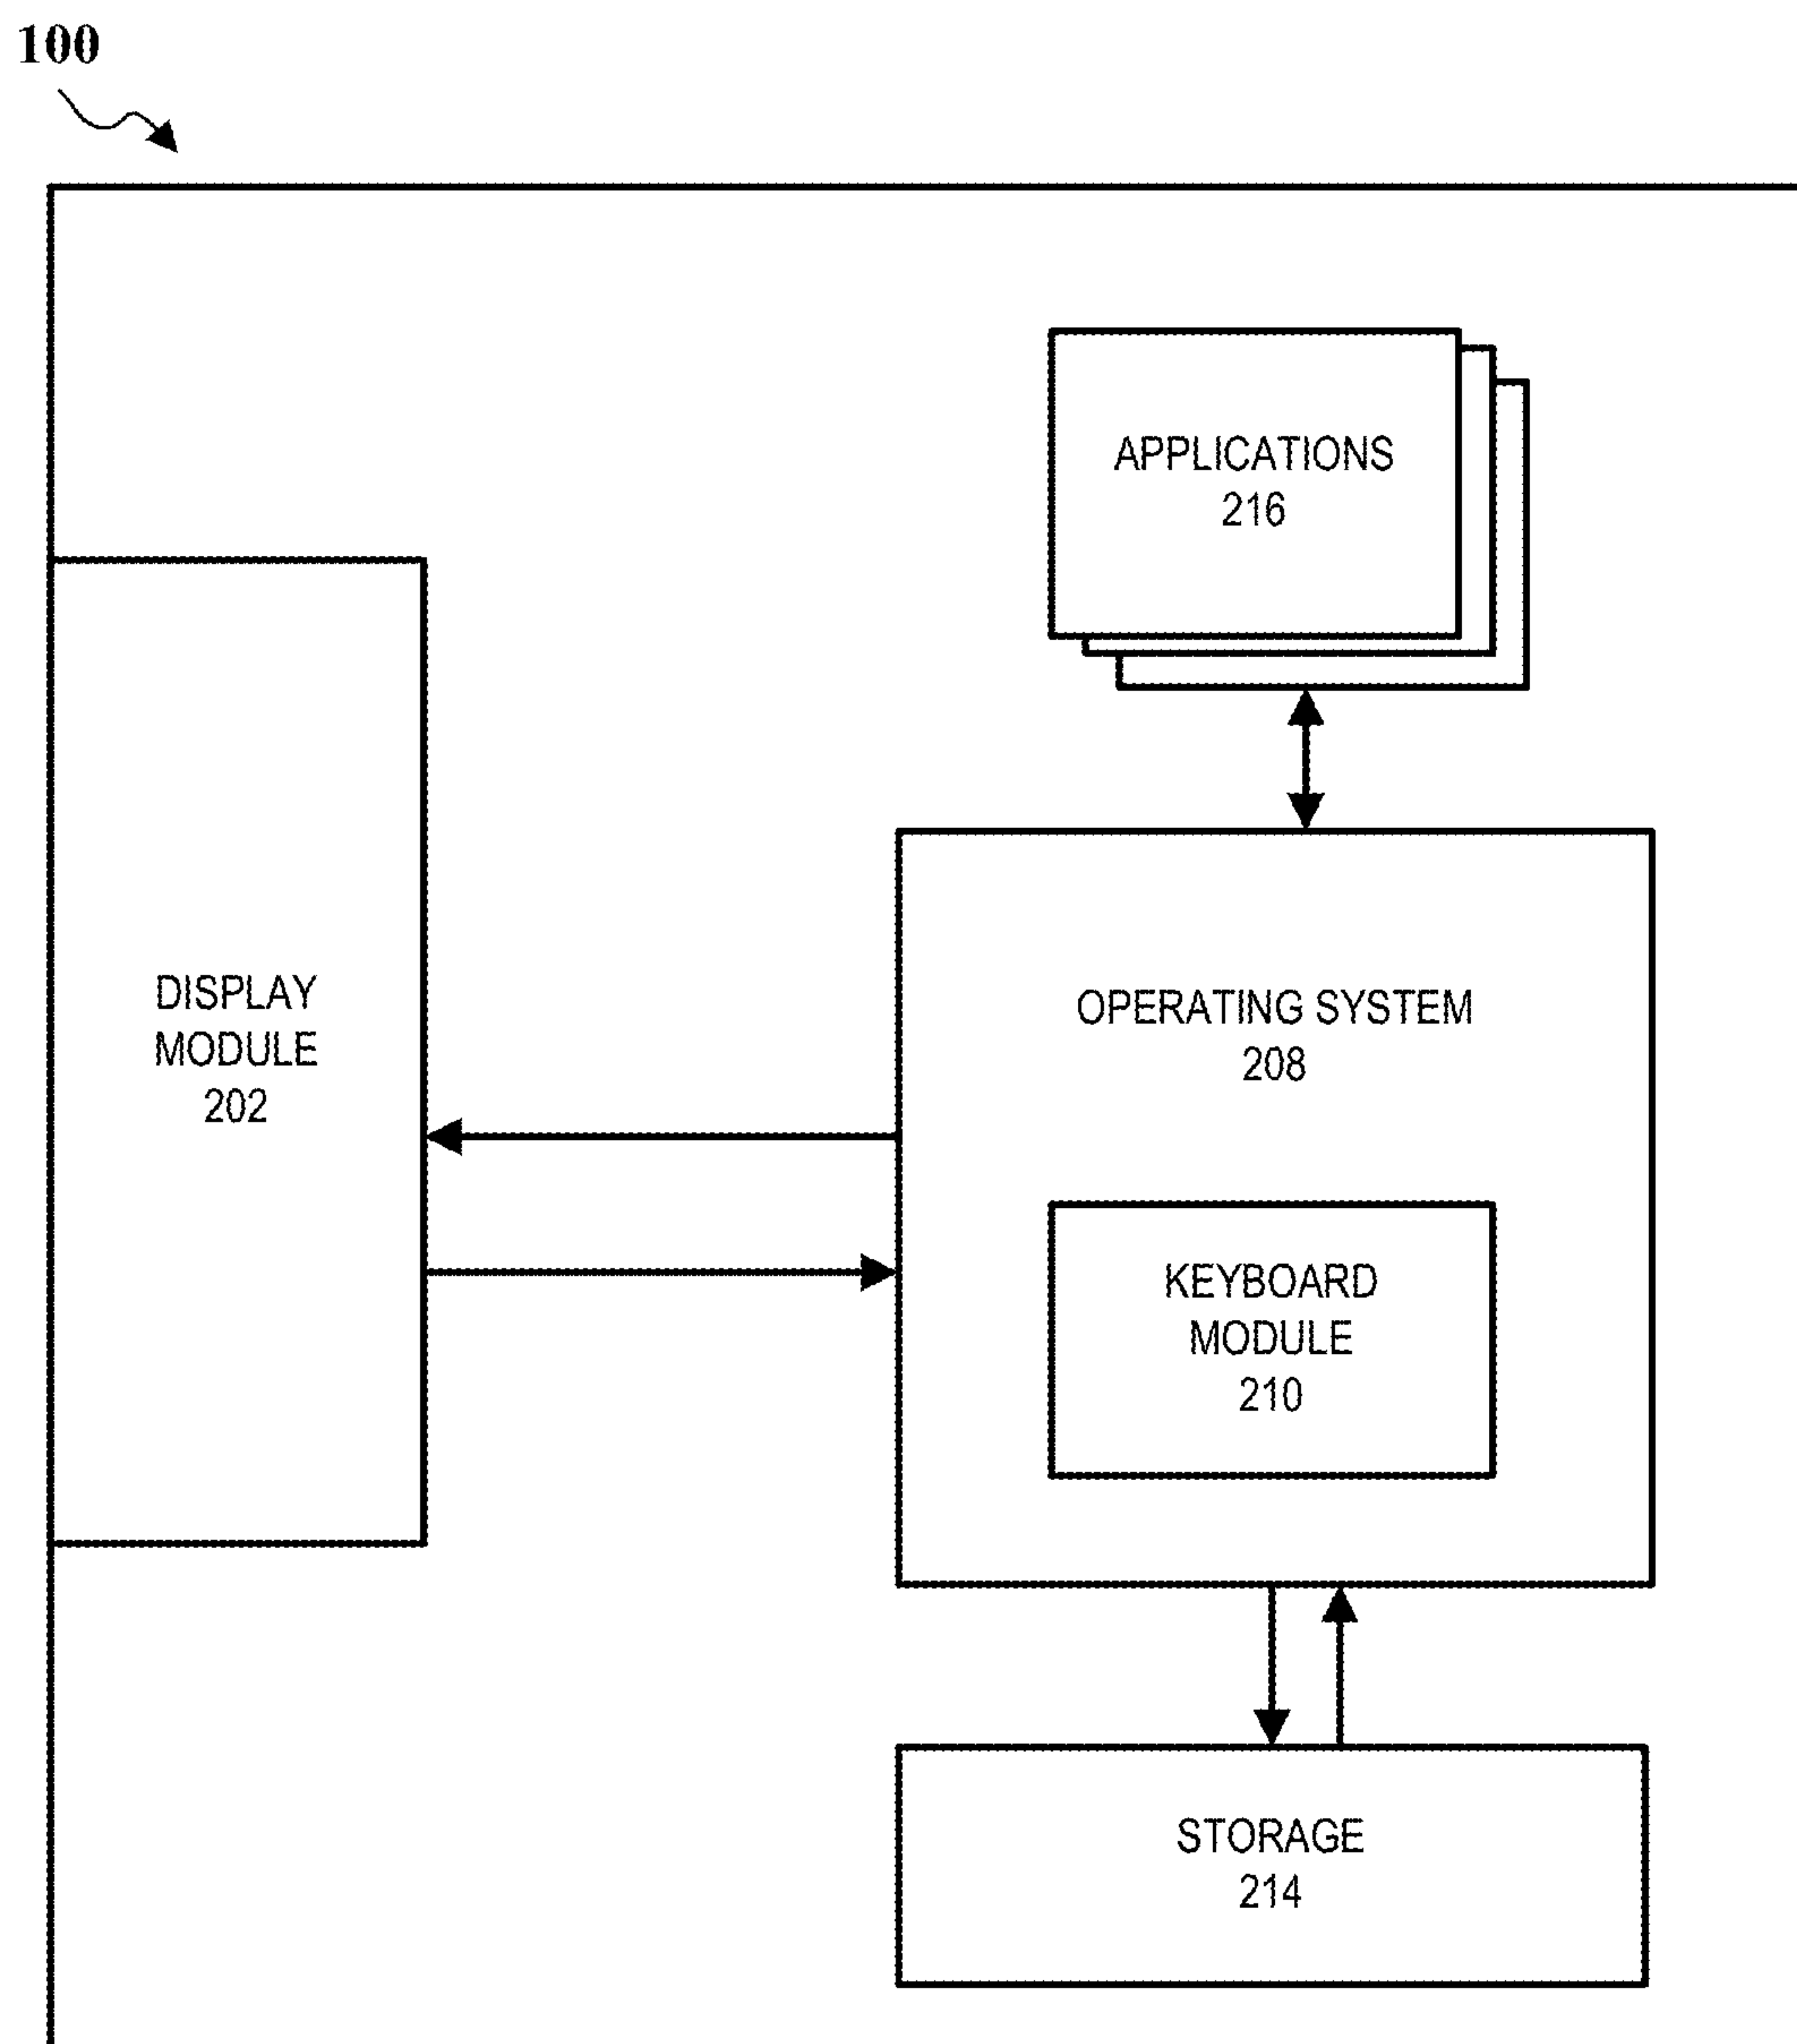 100
APPLICATIONS
216
DISPLAY
MODULE
202
OPERATING SYSTEM
208
KEYBOARD
MODULE
210
STORAGE
214